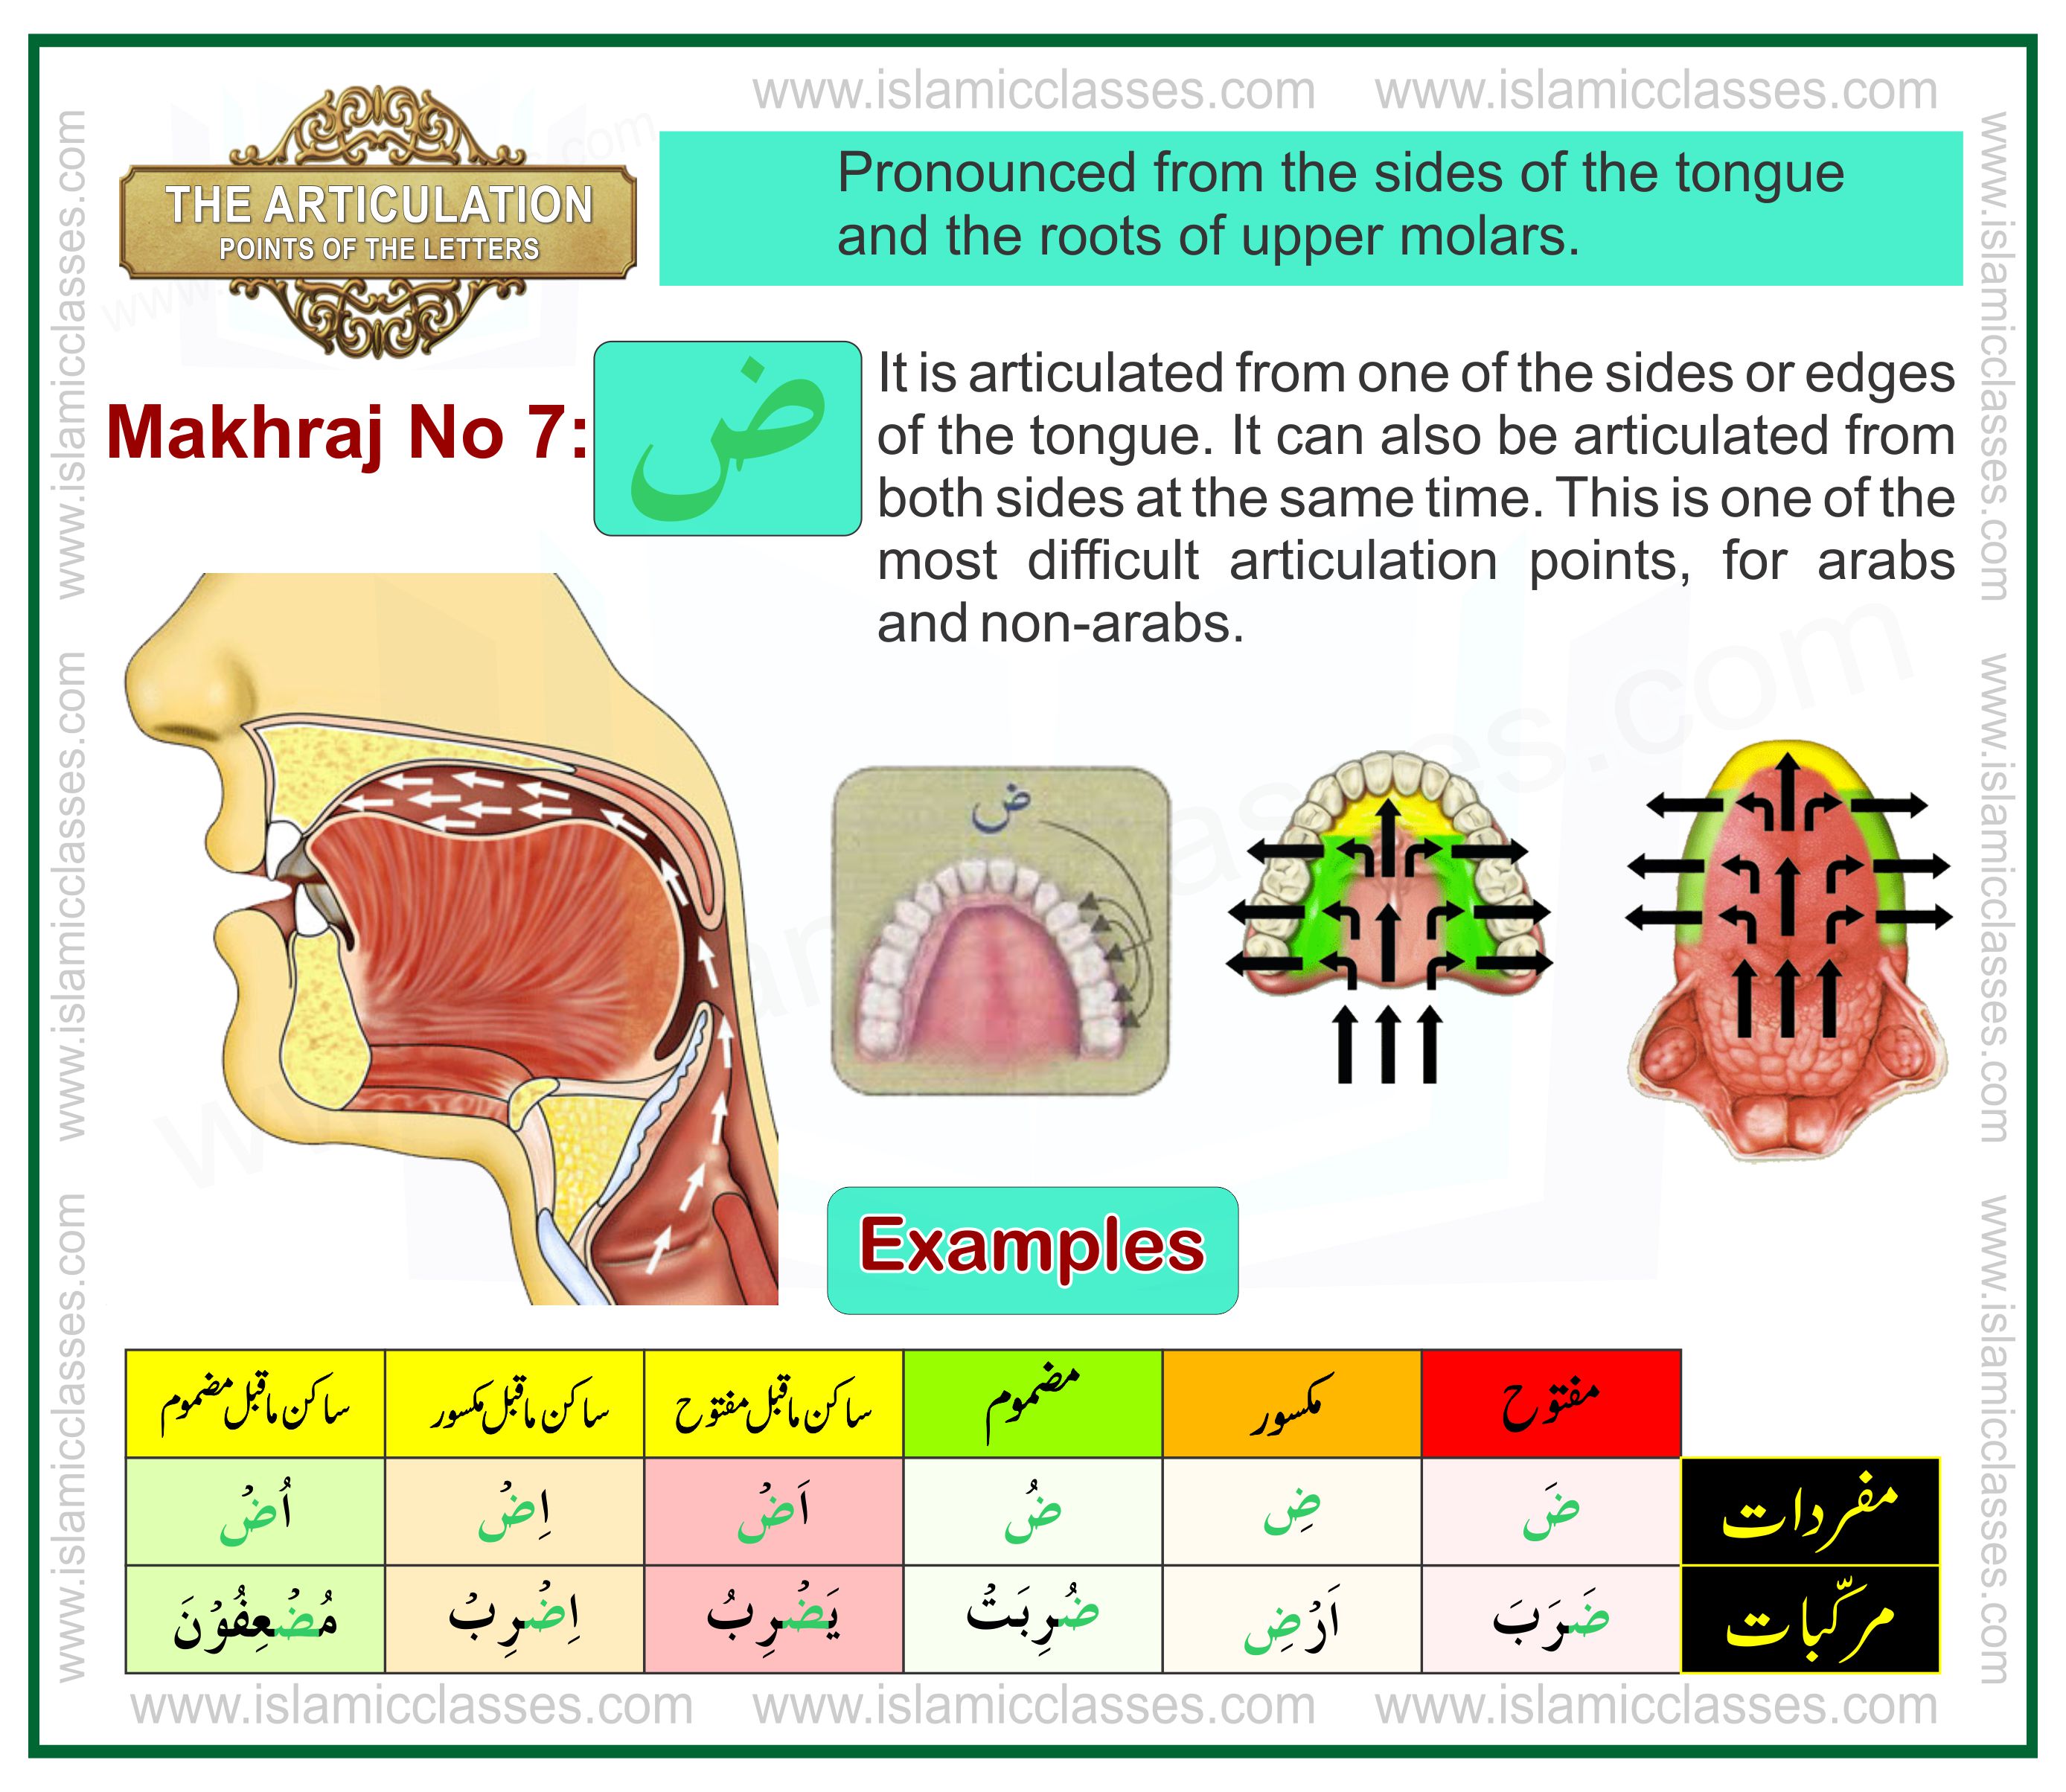 www.islamicclasses.com www.islamicclasses.com
THE ARTICULATION
POINTS OF THE LETTERS
Pronounced from the sides of the tongue
and the roots of upper molars.
Makhraj No 7:
ض
It is articulated from one of the sides or edges
of the tongue. It can also be articulated from
both sides at the same time. This is one of the
most difficult articulation points, for arabs
and non-arabs.
ض
Examples
مفتوح مکسور مضموم ساکن ماقبل مفتوح ساکن ماقبل مکسور ساکن ماقبل مضموم
مفردات ضَ ضِ ضُ اَضْ اِضْ اُضْ
مرکّبات ضَرَبَ اَرْضِ ضُرِبَتْ يَضْرِبُ اِضْرِبْ مُضْعِفُوْنَ
www.islamicclasses.com www.islamicclasses.com www.islamicclasses.com
www.islamicclasses.com www.islamicclasses.com www.islamicclasses.com
www.islamicclasses.com www.islamicclasses.com www.islamicclasses.com